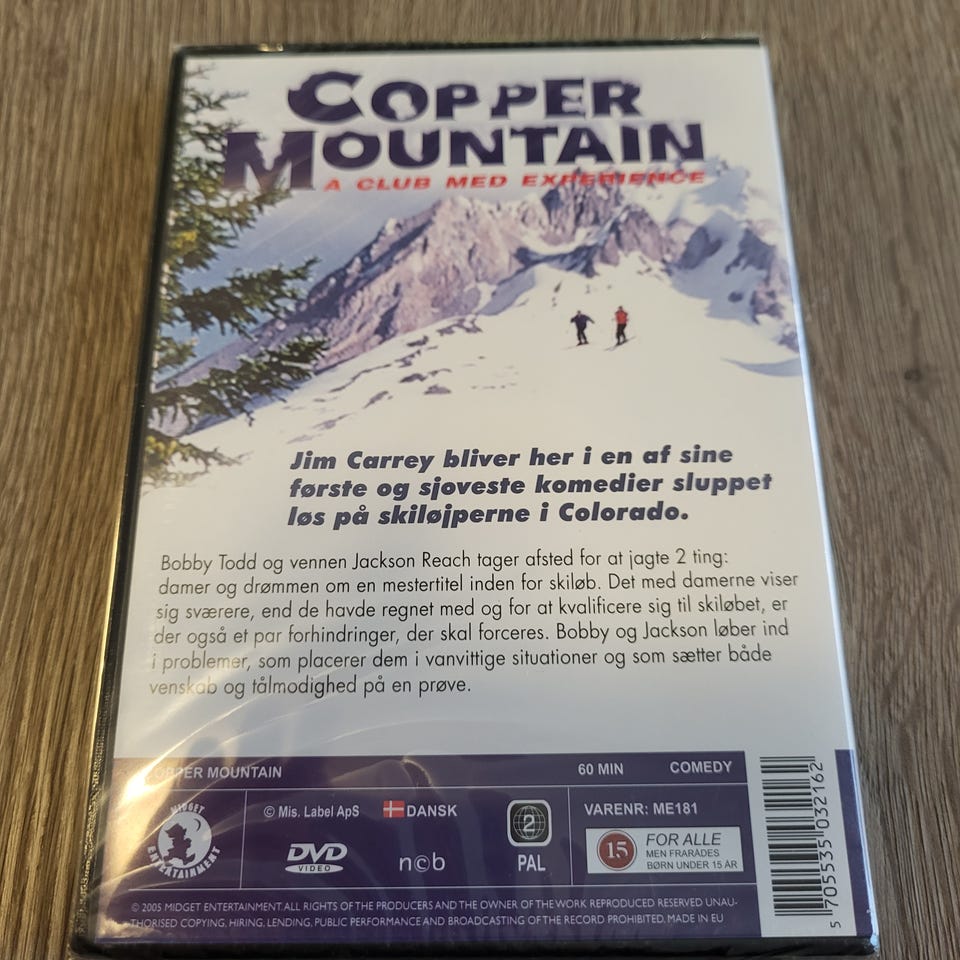 COPPER
MOUNTAIN
A CLUB MED EXPERIENCE
Jim Carrey bliver her i en af sine
første og sjoveste komedier sluppet
løs på skiløjperne i Colorado.
Bobby Todd og vennen Jackson Reach tager afsted for at jagte 2 ting:
damer og drømmen om en mestertitel inden for skiløb. Det med damerne viser
sig sværere, end de havde regnet med og for at kvalificere sig til skiløbet, er
der også et par forhindringer, der skal forceres. Bobby og Jackson løber ind
i problemer, som placerer dem i vanvittige situationer og som sætter både
venskab og tålmodighed på en prøve.
COPPER MOUNTAIN
60 MIN
COMEDY
MIDGET
ENTERTAINMENT
© Mis. Label ApS
DANSK
DVD
VIDEO
n©b
2
PAL
VARENR: ME181
15
FOR ALLE
MEN FRARÅDES
BØRN UNDER 15 ÅR
5 705535 032162
© 2005 MIDGET ENTERTAINMENT. ALL RIGHTS OF THE PRODUCERS AND THE OWNER OF THE WORK REPRODUCED RESERVED UNAU-
THORISED COPYING, HIRING, LENDING, PUBLIC PERFORMANCE AND BROADCASTING OF THE RECORD PROHIBITED. MADE IN EU